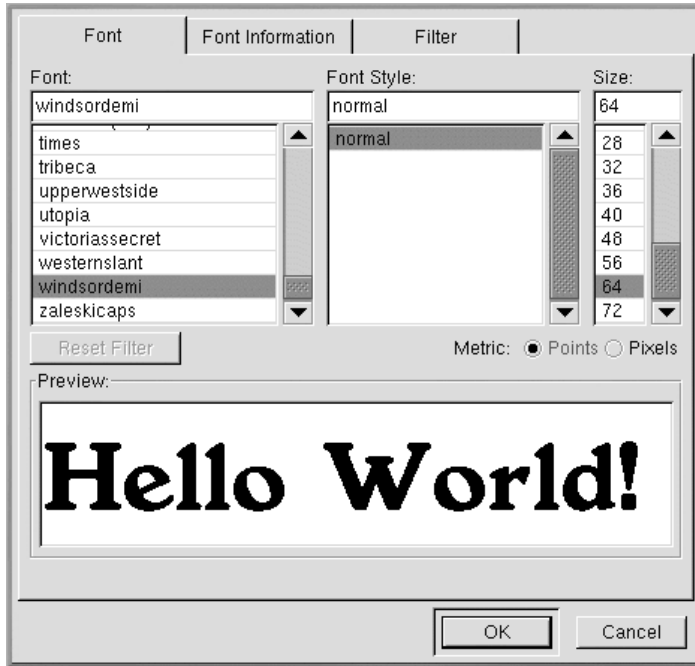 Font Font Information Filter
Font: Font Style: Size:
windsordemi normal 64
times normal 28
tribeca 32
upperwestside 36
utopia 40
victoriassecret 48
westernslant 56
windsordemi 64
zaleskicaps 72
Reset Filter Metric: Points Pixels
Preview:
Hello World!
OK Cancel